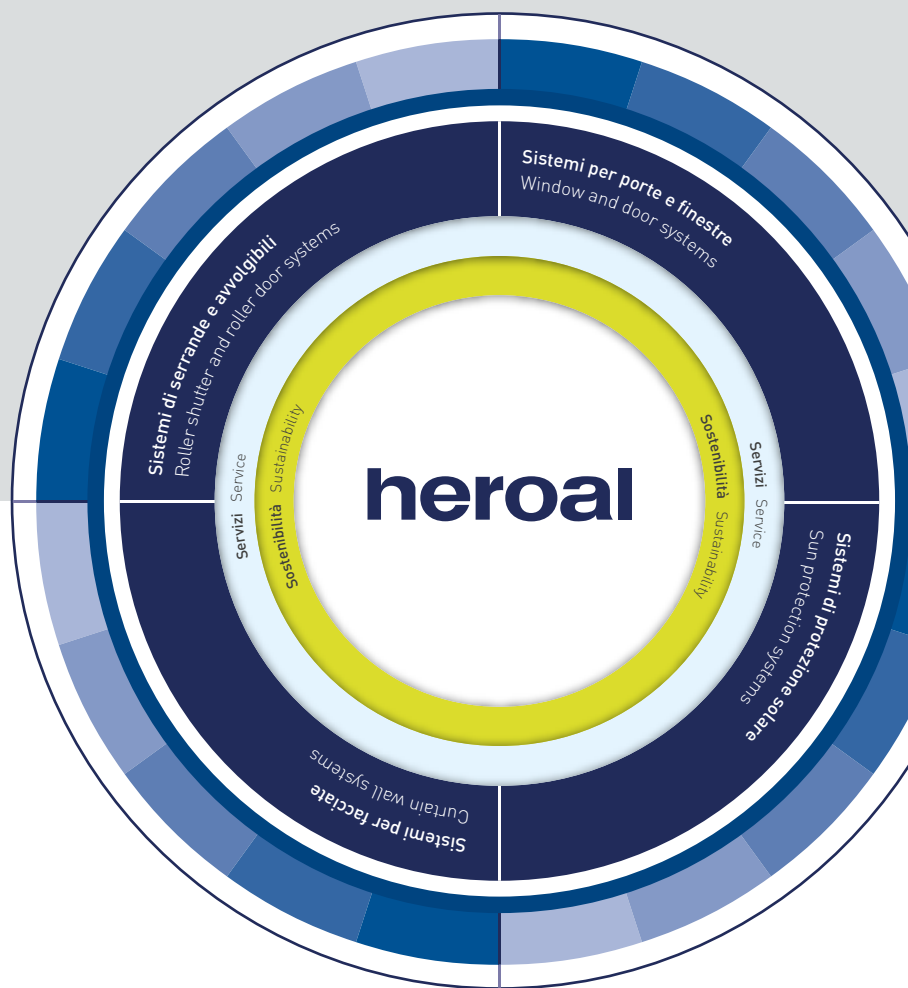 Sistemi per porte e finestre
Window and door systems
Sistemi di serrande e avvolgibili
Roller shutter and roller door systems
Servizi Service
Sostenibilità Sustainability
heroal
Sostenibilità Sustainability
Servizi Service
Sistemi di protezione solare
Sun protection systems
Sistemi per facciate
Curtain wall systems